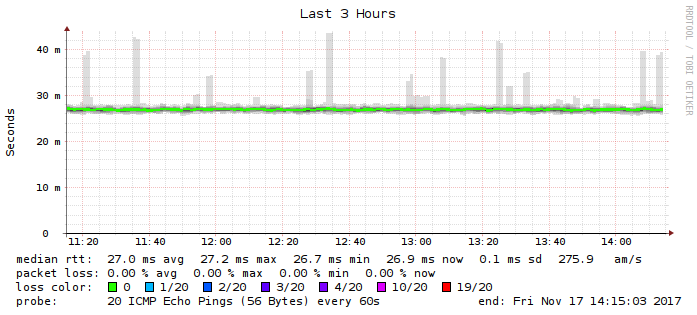 Last 3 Hours
RRDTOOL / TOBI OETIKER
Seconds
40 m
30 m
20 m
10 m
0
11:20 11:40 12:00 12:20 12:40 13:00 13:20 13:40 14:00
median rtt: 27.0 ms avg 27.2 ms max 26.7 ms min 26.9 ms now 0.1 ms sd 275.9 am/s
packet loss: 0.00 % avg 0.00 % max 0.00 % min 0.00 % now
loss color: 0 1/20 2/20 3/20 4/20 10/20 19/20
probe: 20 ICMP Echo Pings (56 Bytes) every 60s end: Fri Nov 17 14:15:03 2017